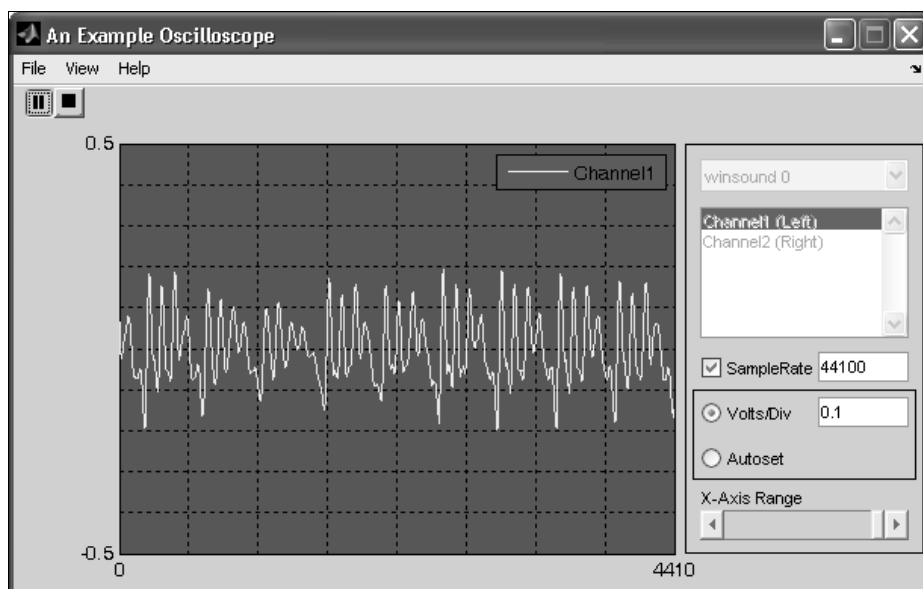 An Example Oscilloscope
File View Help
0.5
Channel1
-0.5
0
4410
winsound 0
Channel1 (Left)
Channel2 (Right)
SampleRate 44100
Volts/Div 0.1
Autoset
X-Axis Range